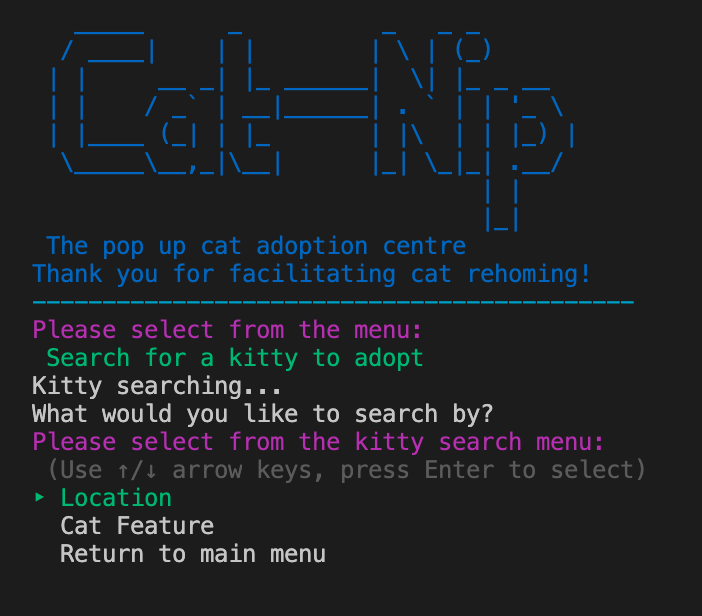 Cat-Nip
The pop up cat adoption centre
Thank you for facilitating cat rehoming!
Please select from the menu:
Search for a kitty to adopt
Kitty searching...
What would you like to search by?
Please select from the kitty search menu:
(Use ↑/↓ arrow keys, press Enter to select)
‣ Location
Cat Feature
Return to main menu